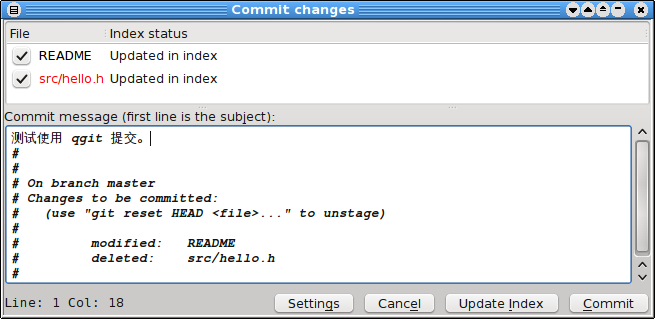 Commit changes
File Index status
README Updated in index
src/hello.h Updated in index
Commit message (first line is the subject):
测试使用 qgit 提交。
#
#
# On branch master
# Changes to be committed:
#   (use "git reset HEAD <file>..." to unstage)
#
#         modified:   README
#         deleted:    src/hello.h
#
Line: 1 Col: 18 Settings Cancel Update Index Commit